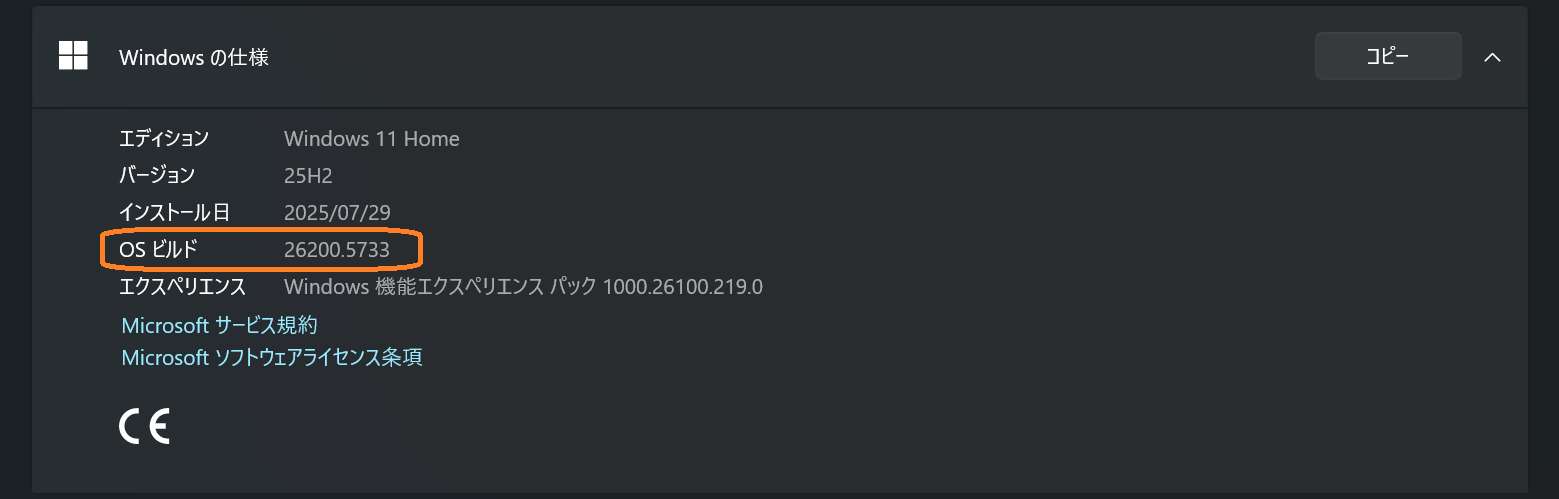 Windows の仕様
コピー
エディション Windows 11 Home
バージョン 25H2
インストール日 2025/07/29
OS ビルド 26200.5733
エクスペリエンス Windows 機能エクスペリエンス パック 1000.26100.219.0
Microsoft サービス規約
Microsoft ソフトウェアライセンス条項
CE